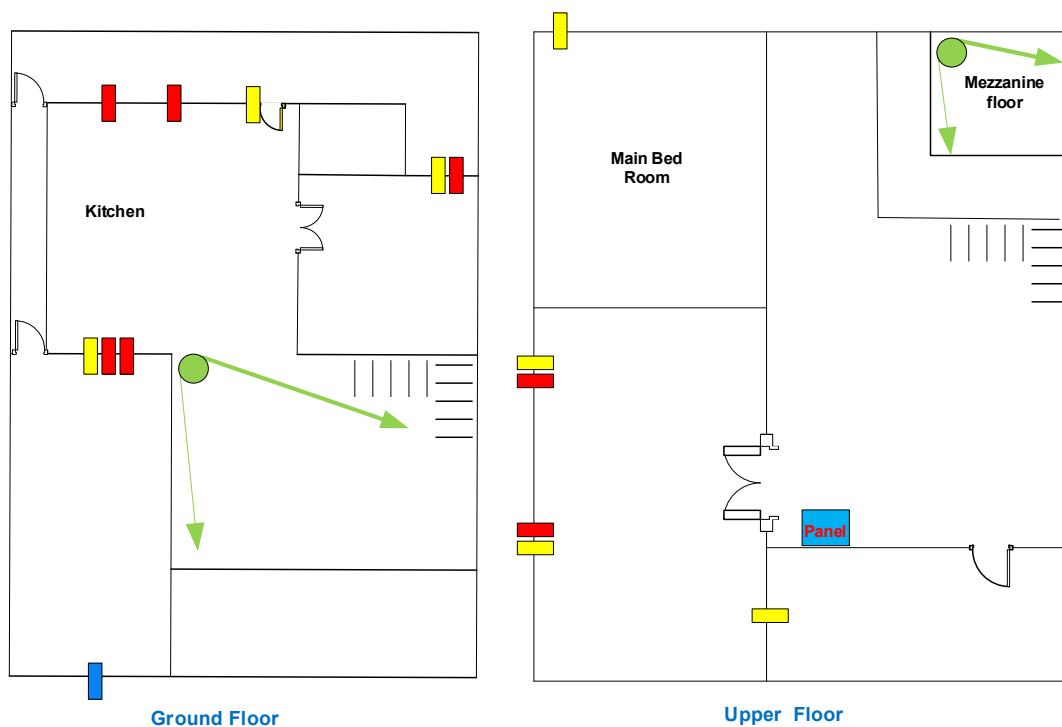 Kitchen
Ground Floor
Main Bed
Room
Mezzanine
floor
Panel
Upper  Floor